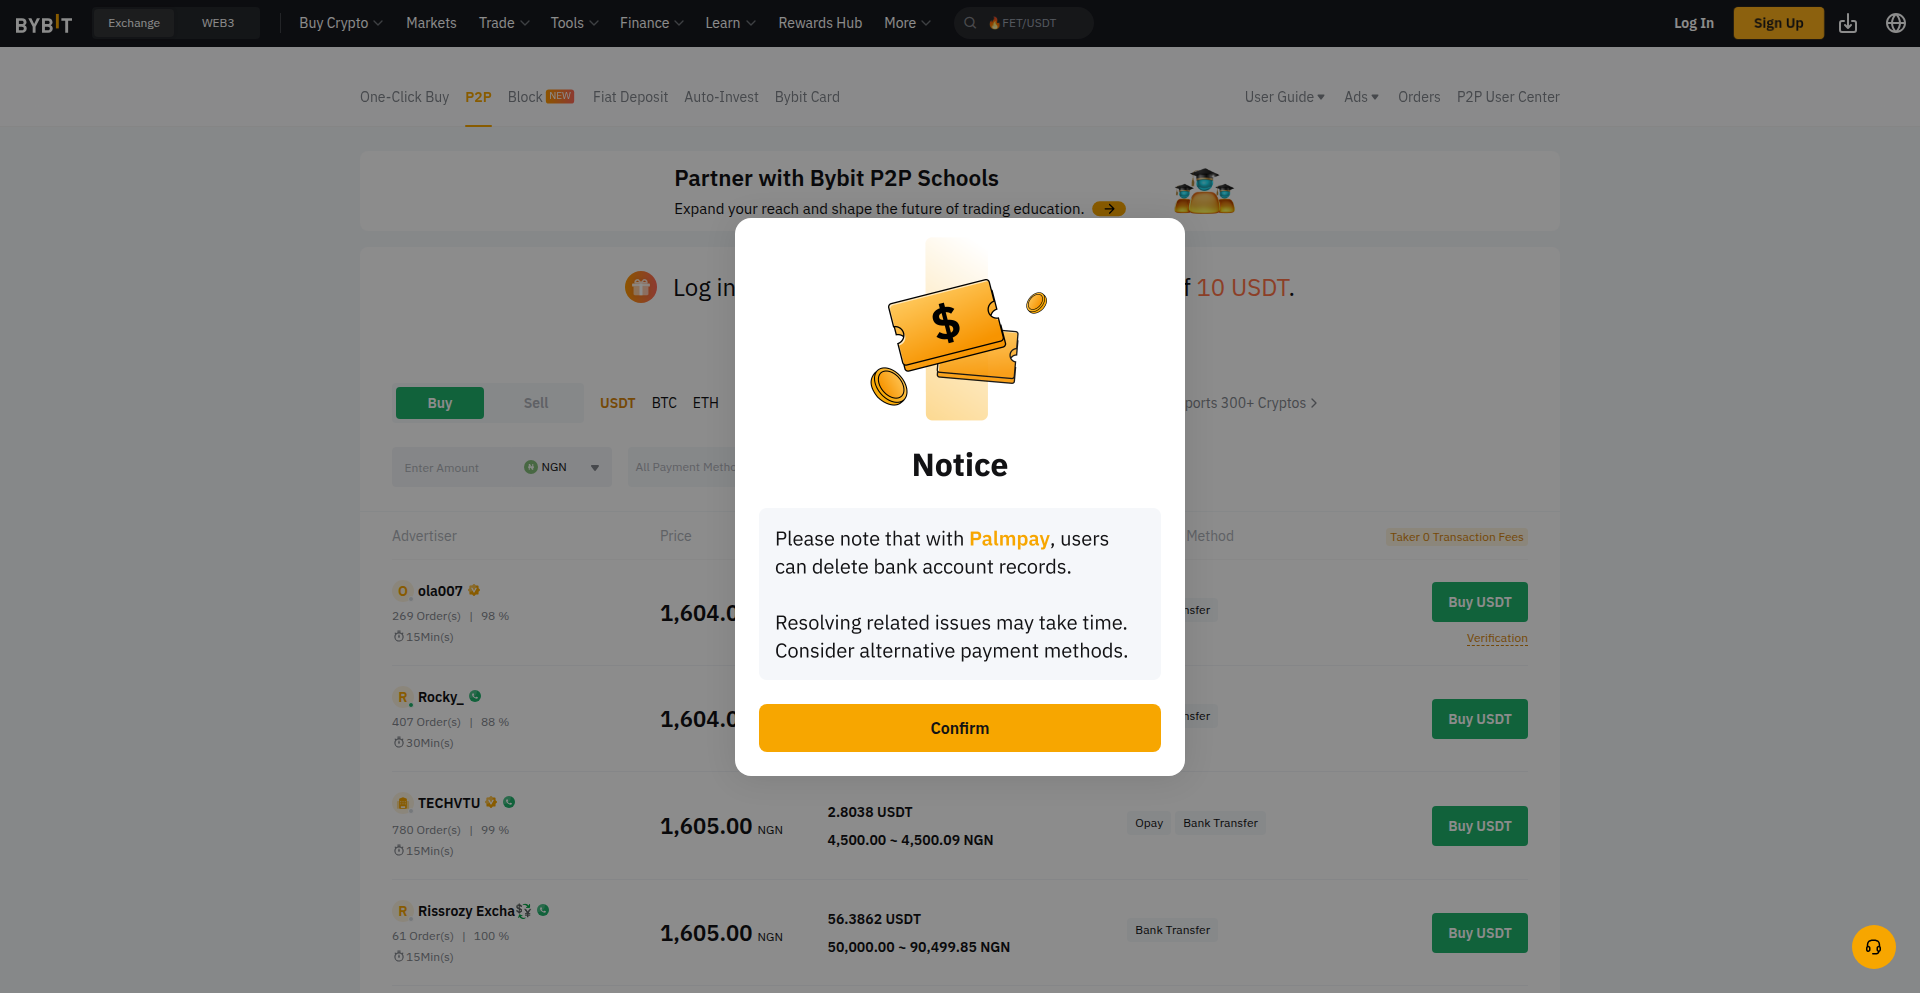 BYBIT Exchange WEB3 Buy Crypto Markets Trade Tools Finance Learn Rewards Hub More FET/USDT Log In Sign Up
One-Click Buy P2P Block NEW Fiat Deposit Auto-Invest Bybit Card User Guide Ads Orders P2P User Center
Partner with Bybit P2P Schools
Expand your reach and shape the future of trading education.
Log in 10 USDT.
Buy Sell USDT BTC ETH ports 300+ Cryptos
Enter Amount NGN All Payment Metho
Notice
Please note that with Palmpay, users
can delete bank account records.
Resolving related issues may take time.
Consider alternative payment methods.
Confirm
Advertiser Price Method Taker 0 Transaction Fees
O ola007
269 Order(s) | 98 %
15Min(s)
1,604.0
nsfer
Buy USDT
Verification
R Rocky_
407 Order(s) | 88 %
30Min(s)
1,604.0
nsfer
Buy USDT
TECHVTU
780 Order(s) | 99 %
15Min(s)
1,605.00 NGN
2.8038 USDT
4,500.00 ~ 4,500.09 NGN
Opay Bank Transfer
Buy USDT
R Rissrozy Excha💱
61 Order(s) | 100 %
15Min(s)
1,605.00 NGN
56.3862 USDT
50,000.00 ~ 90,499.85 NGN
Bank Transfer
Buy USDT